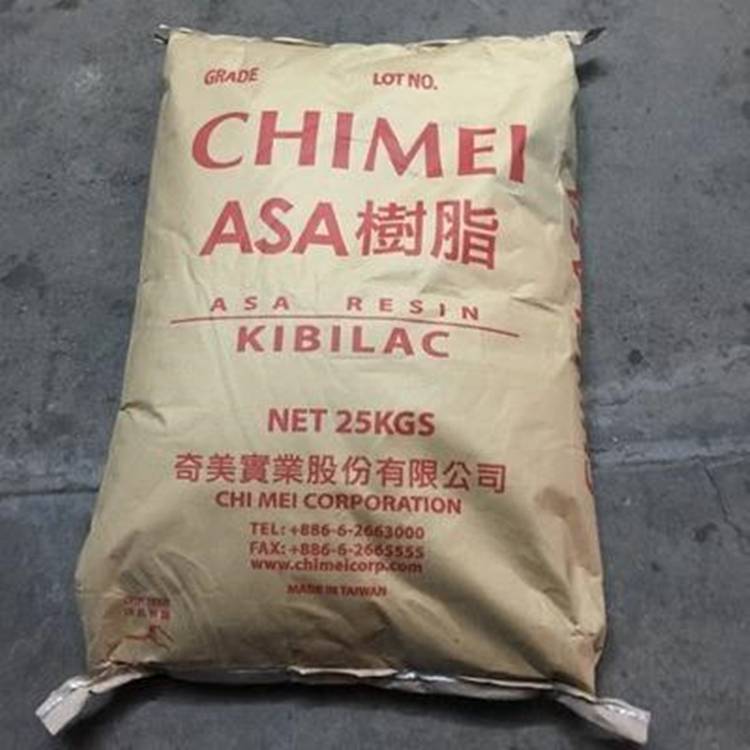 GRADE LOT NO.
CHIMEI
ASA樹脂
ASA RESIN
KIBILAC
NET 25KGS
奇美實業股份有限公司
CHI MEI CORPORATION
TEL: +886-6-2663000
FAX: +886-6-2665555
www.chimeicorp.com
MADE IN TAIWAN